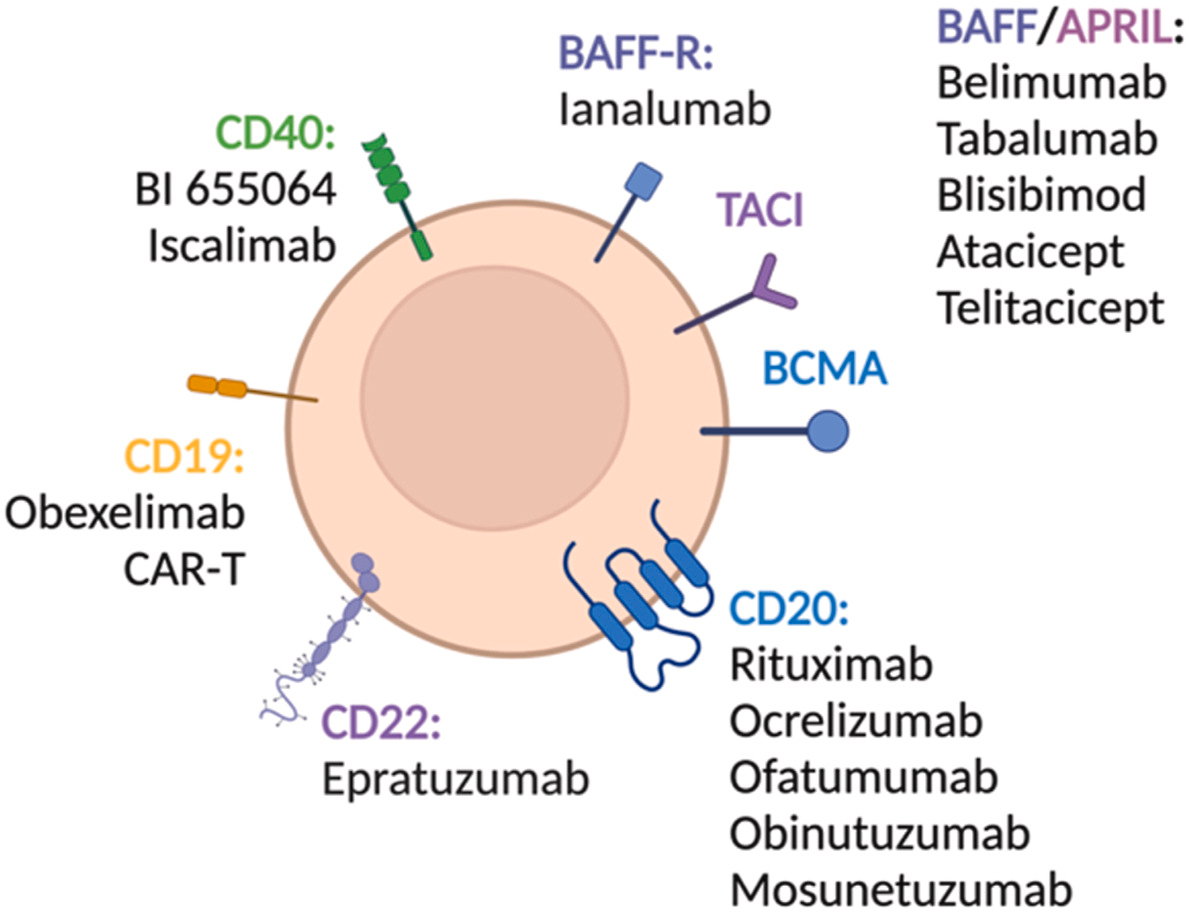 BAFF/APRIL:
Belimumab
Tabalumab
Blisibimod
Atacicept
Telitacicept
BAFF-R:
Ianalumab
CD40:
BI 655064
Iscalimab
TACI
BCMA
CD19:
Obexelimab
CAR-T
CD22:
Epratuzumab
CD20:
Rituximab
Ocrelizumab
Ofatumumab
Obinutuzumab
Mosunetuzumab